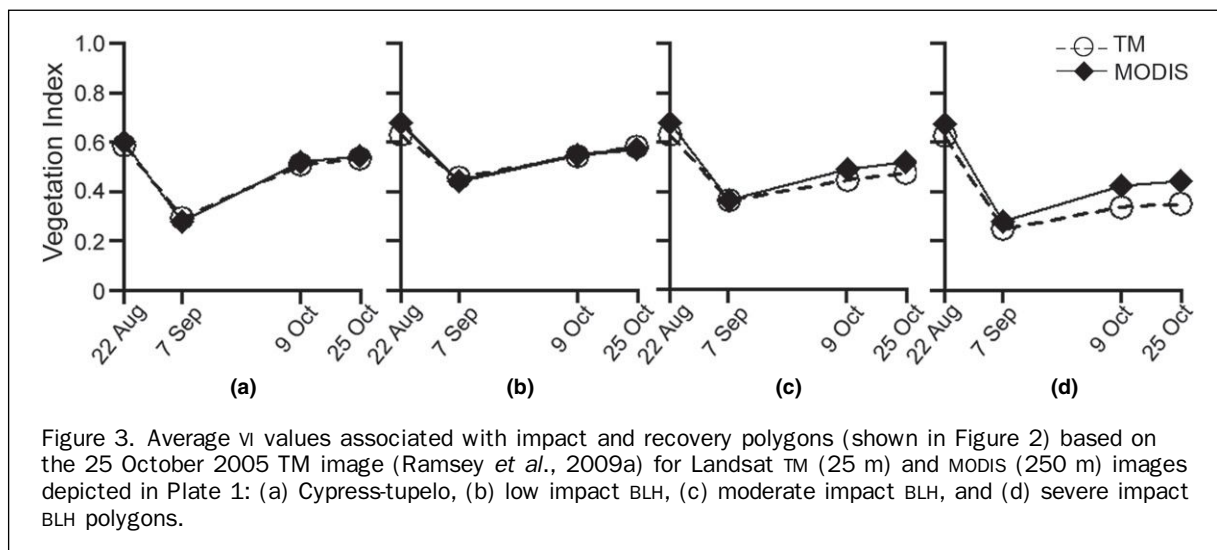 1.0
0.8
0.6
0.4
0.2
0
Vegetation Index
TM
MODIS
22 Aug
7 Sep
9 Oct
25 Oct
22 Aug
7 Sep
9 Oct
25 Oct
22 Aug
7 Sep
9 Oct
25 Oct
22 Aug
7 Sep
9 Oct
25 Oct
(a)
(b)
(c)
(d)
Figure 3. Average VI values associated with impact and recovery polygons (shown in Figure 2) based on
the 25 October 2005 TM image (Ramsey et al., 2009a) for Landsat TM (25 m) and MODIS (250 m) images
depicted in Plate 1: (a) Cypress-tupelo, (b) low impact BLH, (c) moderate impact BLH, and (d) severe impact
BLH polygons.